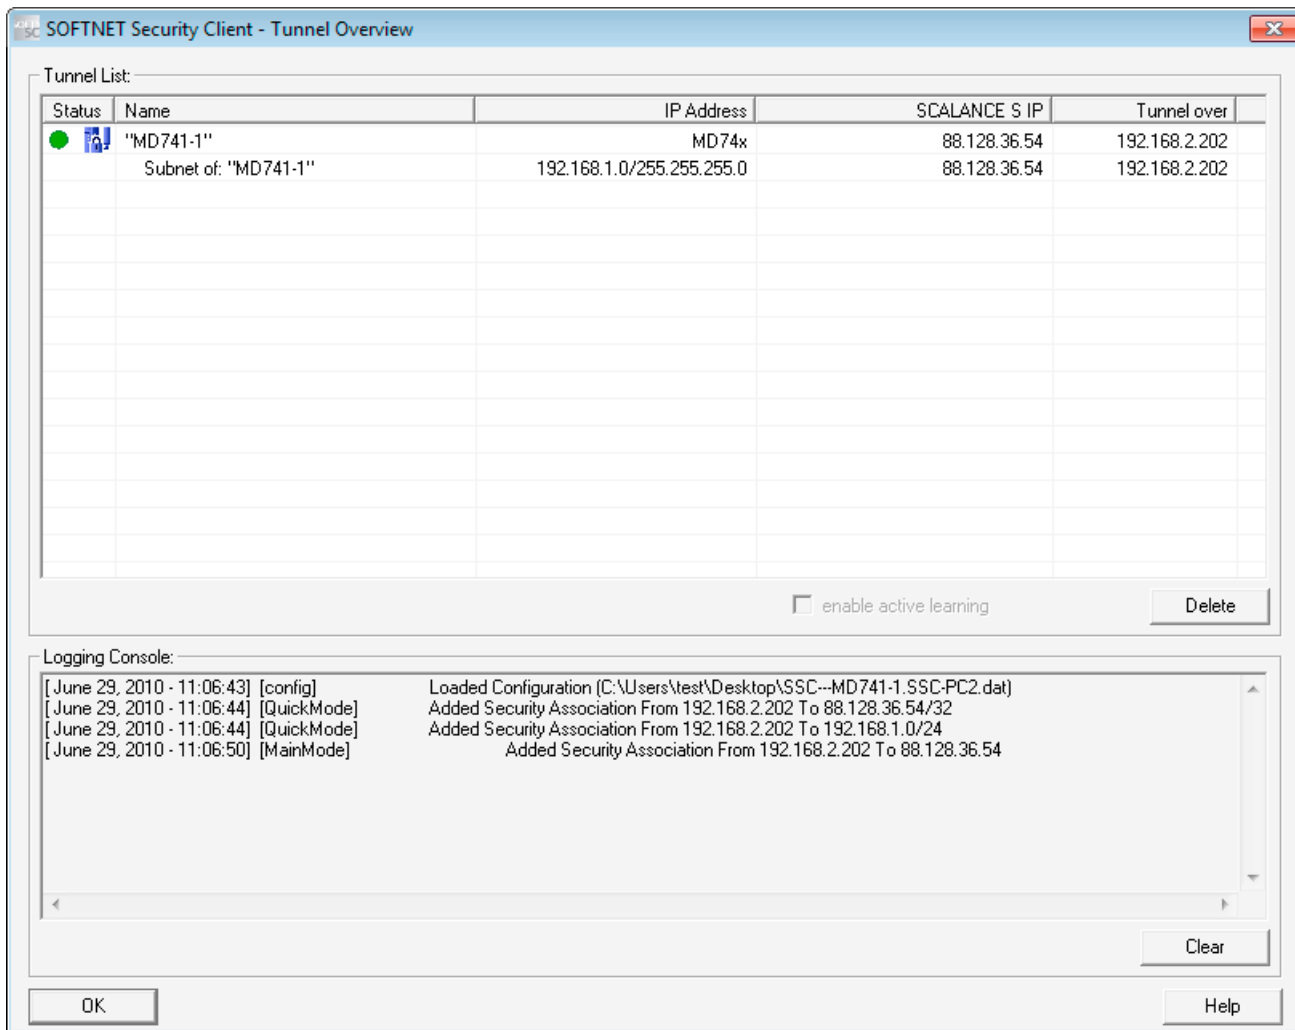 SOFTNET Security Client - Tunnel Overview
Tunnel List:
Status Name IP Address SCALANCE S IP Tunnel over
"MD741-1" MD74x 88.128.36.54 192.168.2.202
Subnet of: "MD741-1" 192.168.1.0/255.255.255.0 88.128.36.54 192.168.2.202
enable active learning Delete
Logging Console:
[ June 29, 2010 - 11:06:43] [config] Loaded Configuration (C:\Users\test\Desktop\SSC---MD741-1.SSC-PC2.dat)
[ June 29, 2010 - 11:06:44] [QuickMode] Added Security Association From 192.168.2.202 To 88.128.36.54/32
[ June 29, 2010 - 11:06:44] [QuickMode] Added Security Association From 192.168.2.202 To 192.168.1.0/24
[ June 29, 2010 - 11:06:50] [MainMode] Added Security Association From 192.168.2.202 To 88.128.36.54
Clear
OK Help